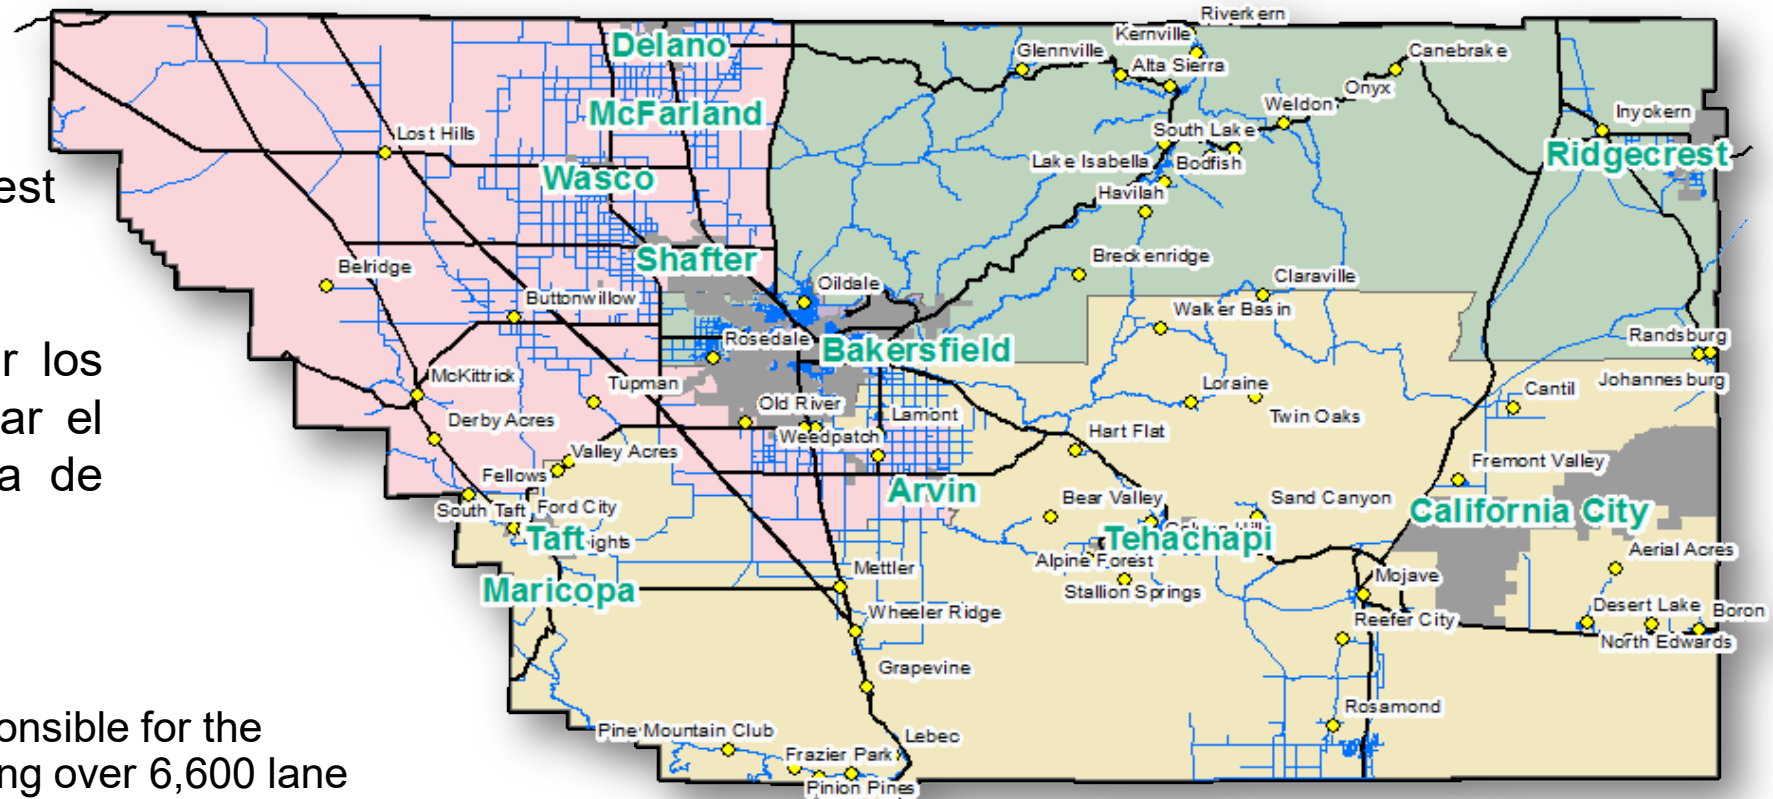 est
r los
ar el
a de
onsible for the
ng over 6,600 lane
Riverkern
Kernville
Delano
Glennville
Canebrake
Alta Sierra
Onyx
McFarland
Weldon
Inyokern
Lost Hills
South Lake
Ridgecrest
Lake Isabella
Bodfish
Wasco
Havilah
Shafter
Breckenridge
Belridge
Oildale
Claraville
Buttonwillow
Walker Basin
Rosedale
Bakersfield
Randsburg
McKittrick
Tupman
Loraine
Johannesburg
Cantil
Old River
Lamont
Twin Oaks
Derby Acres
Weedpatch
Hart Flat
Valley Acres
Fremont Valley
Fellows
Arvin
Bear Valley
Sand Canyon
South Taft
Ford City
California City
Taft
ights
Tehachapi
Aerial Acres
Alpine Forest
Mettler
Mojave
Maricopa
Stallion Springs
Wheeler Ridge
Desert Lake
Boron
Reefer City
North Edwards
Grapevine
Rosamond
Pine Mountain Club
Lebec
Frazier Park
Pinion Pines